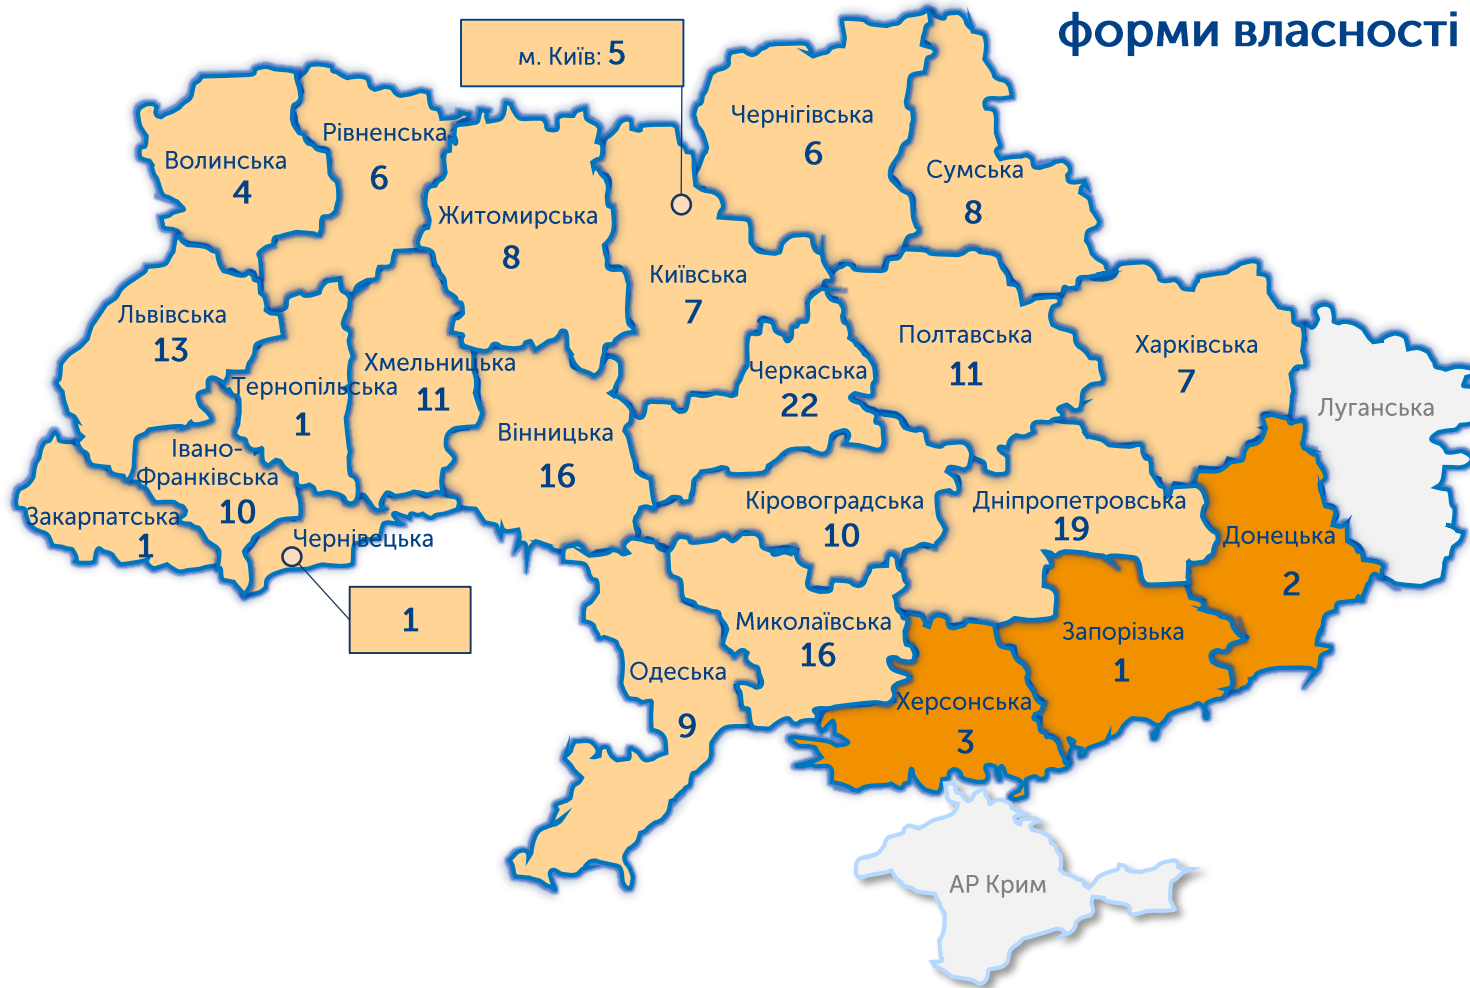 форми власності
м. Київ: 5
Чернігівська
6
Рівненська
6
Волинська
4
Сумська
8
Житомирська
8
Київська
7
Львівська
13
Полтавська
11
Харківська
7
Хмельницька
11
Черкаська
22
Тернопільська
1
Луганська
Вінницька
16
Івано-
Франківська
10
Кіровоградська
10
Дніпропетровська
19
Закарпатська
1
Чернівецька
1
Донецька
2
Миколаївська
16
Запорізька
1
Одеська
9
Херсонська
3
АР Крим